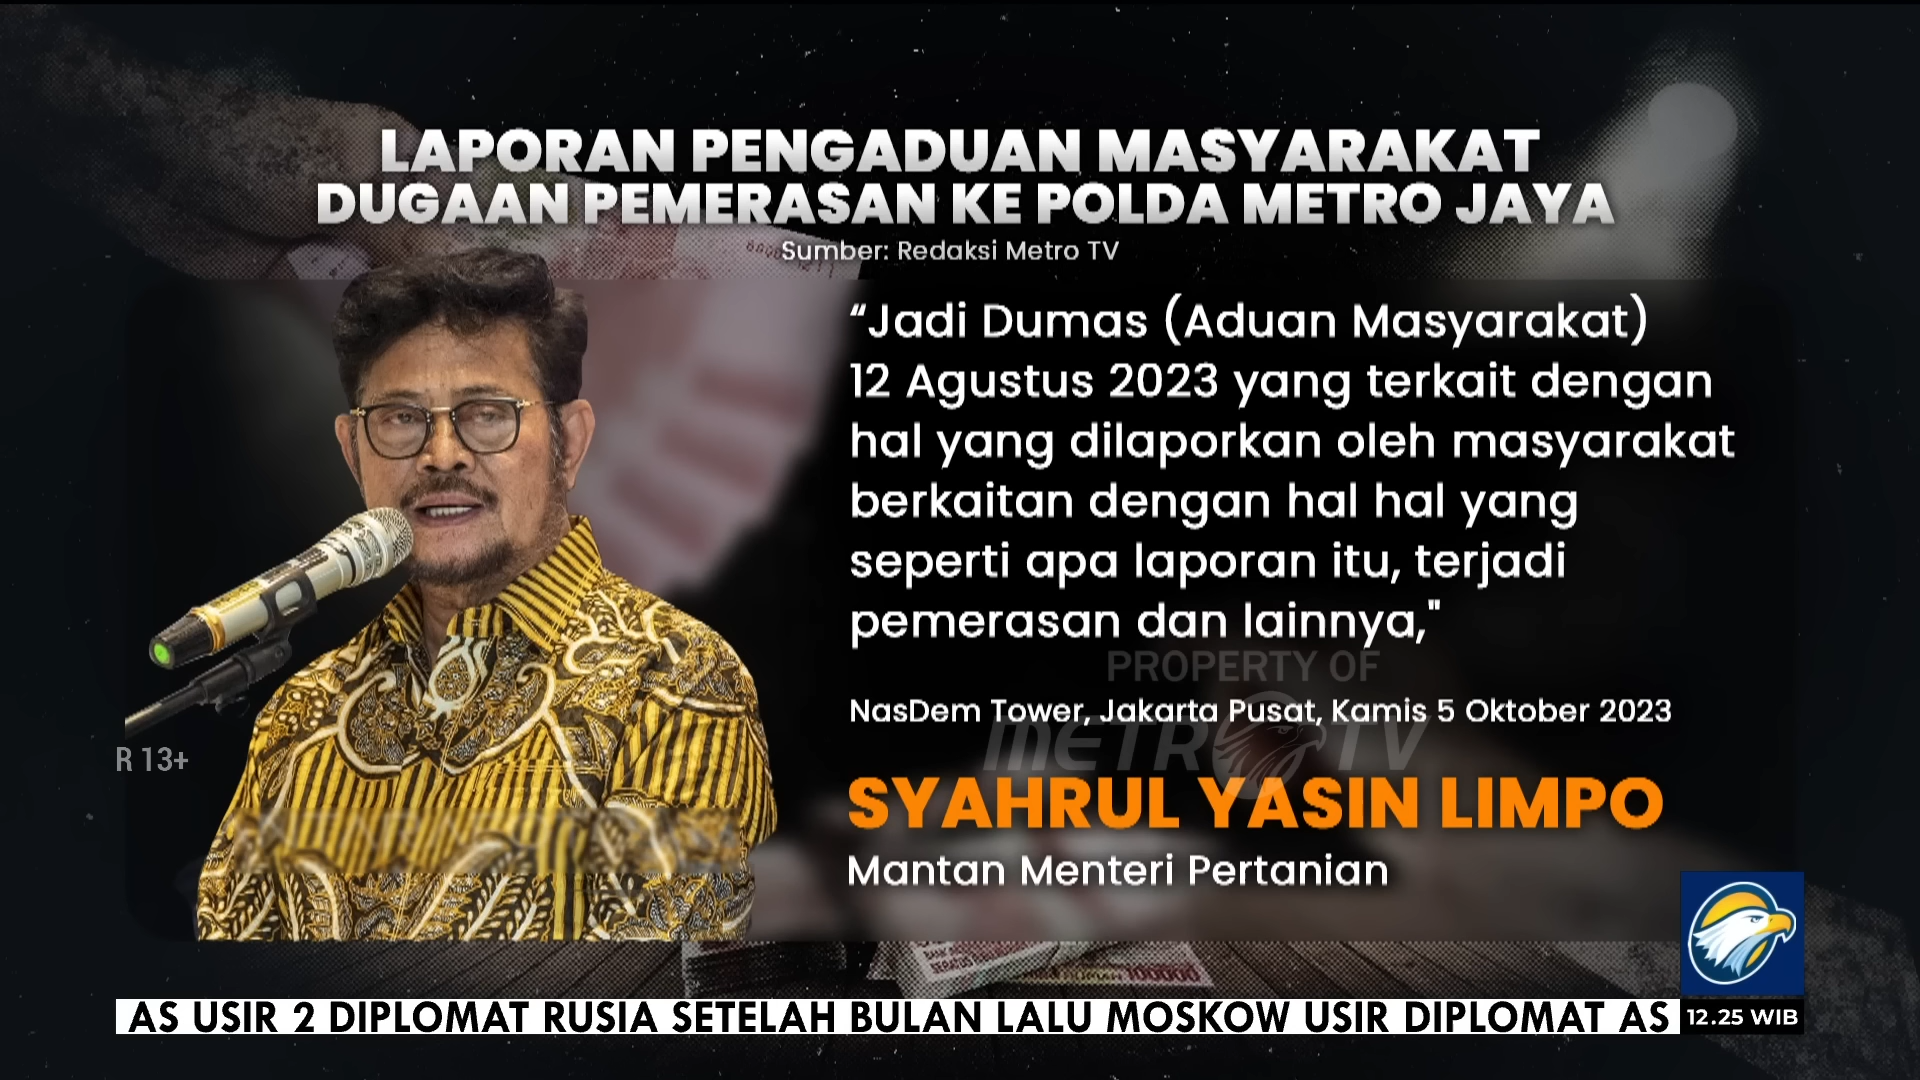 LAPORAN PENGADUAN MASYARAKAT
DUGAAN PEMERASAN KE POLDA METRO JAYA
Sumber: Redaksi Metro TV
“Jadi Dumas (Aduan Masyarakat)
12 Agustus 2023 yang terkait dengan
hal yang dilaporkan oleh masyarakat
berkaitan dengan hal hal yang
seperti apa laporan itu, terjadi
pemerasan dan lainnya,"
PROPERTY OF
METRO TV
NasDem Tower, Jakarta Pusat, Kamis 5 Oktober 2023
R 13+
SYAHRUL YASIN LIMPO
Mantan Menteri Pertanian
100000
AS USIR 2 DIPLOMAT RUSIA SETELAH BULAN LALU MOSKOW USIR DIPLOMAT AS
12.25 WIB